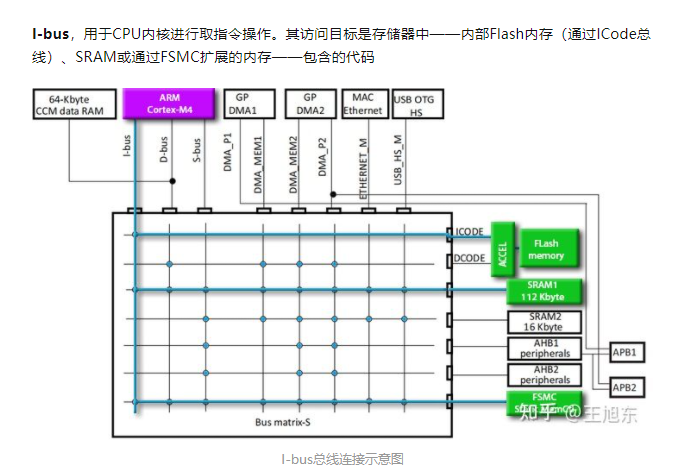 I-bus，用于CPU内核进行取指令操作。其访问目标是存储器中——内部Flash内存（通过ICode总
线）、SRAM或通过FSMC扩展的内存——包含的代码
64-Kbyte
CCM data RAM
ARM
Cortex-M4
GP
DMA1
GP
DMA2
MAC
Ethernet
USB OTG
HS
I-bus
D-bus
S-bus
DMA_P1
DMA_MEM1
DMA_MEM2
DMA_P2
ETHERNET_M
USB_HS_M
ICODE
DCODE
ACCEL
FLash
memory
SRAM1
112 Kbyte
SRAM2
16 Kbyte
AHB1
peripherals
AHB2
peripherals
APB1
APB2
FSMC
知乎 @王旭东
Bus matrix-S
I-bus总线连接示意图